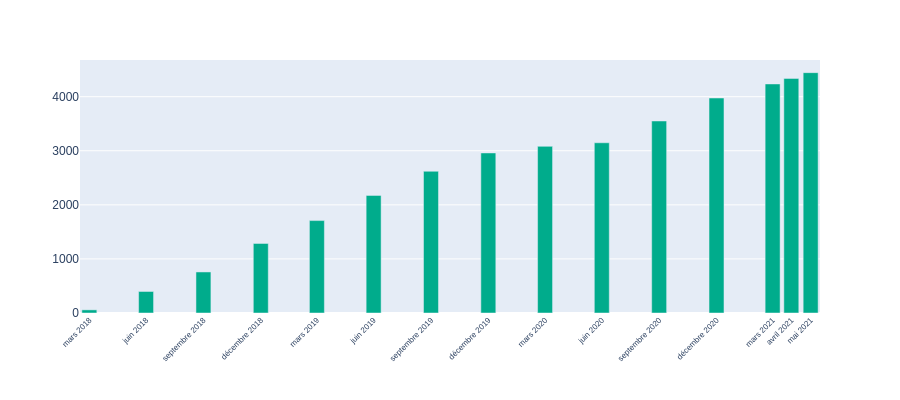 4000
3000
2000
1000
0
mars 2018
juin 2018
septembre 2018
décembre 2018
mars 2019
juin 2019
septembre 2019
décembre 2019
mars 2020
juin 2020
septembre 2020
décembre 2020
mars 2021
avril 2021
mai 2021